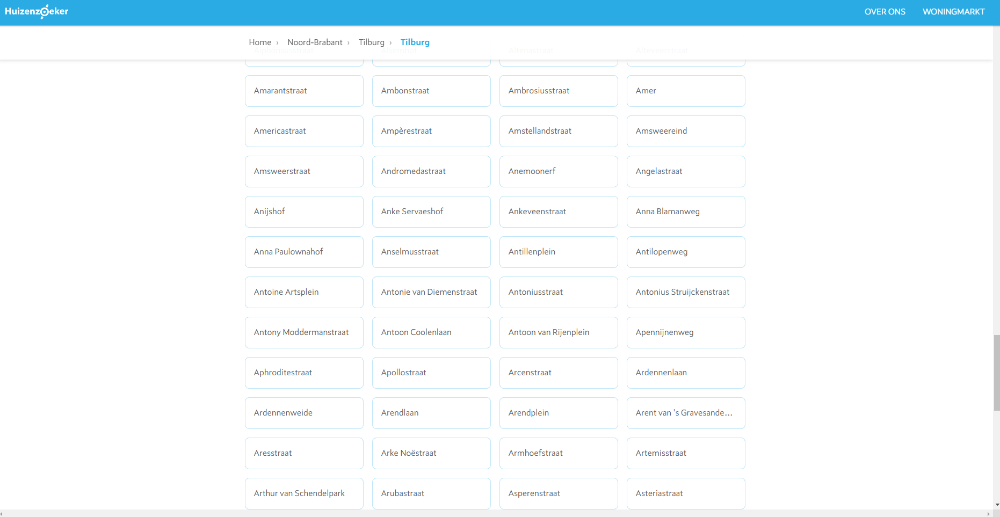 Huizenzoeker OVER ONS WONINGMARKT
Home › Noord-Brabant › Tilburg › Tilburg
Alphonsusstraat Alsemhof Altenastraat Alteveerstraat
Amarantstraat Ambonstraat Ambrosiusstraat Amer
Americastraat Ampèrestraat Amstellandstraat Amsweereind
Amsweerstraat Andromedastraat Anemoonerf Angelastraat
Anijshof Anke Servaeshof Ankeveenstraat Anna Blamanweg
Anna Paulownahof Anselmusstraat Antillenplein Antilopenweg
Antoine Artsplein Antonie van Diemenstraat Antoniusstraat Antonius Struijckenstraat
Antony Moddermanstraat Antoon Coolenlaan Antoon van Rijenplein Apennijnenweg
Aphroditestraat Apollostraat Arcenstraat Ardennenlaan
Ardennenweide Arendlaan Arendplein Arent van 's Gravesande...
Aresstraat Arke Noëstraat Armhoefstraat Artemisstraat
Arthur van Schendelpark Arubastraat Asperenstraat Asteriastraat